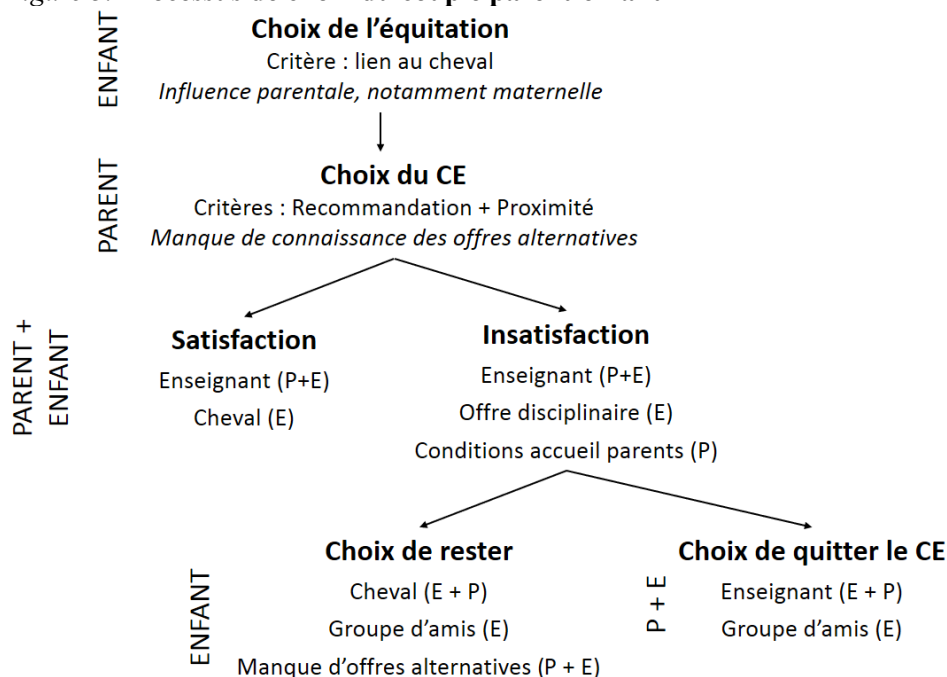 Choix de l'équitation
Critère : lien au cheval
Influence parentale, notamment maternelle
ENFANT
Choix du CE
Critères : Recommandation + Proximité
Manque de connaissance des offres alternatives
PARENT
Satisfaction
Enseignant (P+E)
Cheval (E)
Insatisfaction
Enseignant (P+E)
Offre disciplinaire (E)
Conditions accueil parents (P)
PARENT +
ENFANT
Choix de rester
Cheval (E + P)
Groupe d'amis (E)
Manque d'offres alternatives (P + E)
ENFANT
Choix de quitter le CE
Enseignant (E + P)
Groupe d'amis (E)
P + E